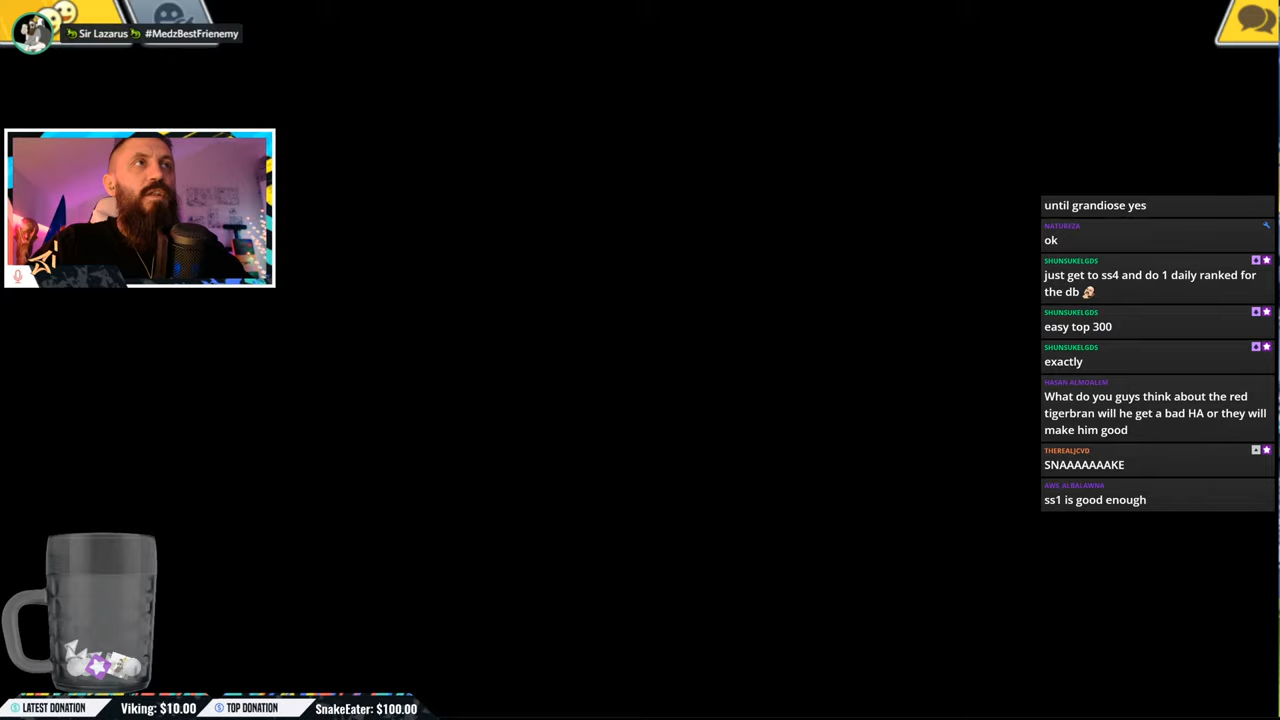 Sir Lazarus #MedzBestFrienemy
until grandiose yes
NATUREZA
ok
SHUNSUKELGDS
just get to ss4 and do 1 daily ranked for
the db
SHUNSUKELGDS
easy top 300
SHUNSUKELGDS
exactly
HASAN ALMOALEM
What do you guys think about the red
tigerbran will he get a bad HA or they will
make him good
THEREALJCVD
SNAAAAAAAKE
AWS ALBALAWNA
ss1 is good enough
LATEST DONATION Viking: $10.00 TOP DONATION SnakeEater: $100.00